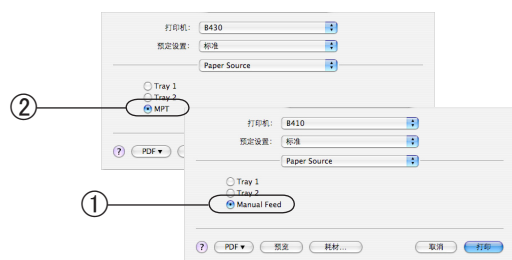 打印机: B430
预定设置: 标准
Paper Source
Tray 1
Tray 2
② MPT
? PDF▼
打印机: B410
预定设置: 标准
Paper Source
Tray 1
Tray 2
① Manual Feed
? PDF▼ 预览 耗材... 取消 打印